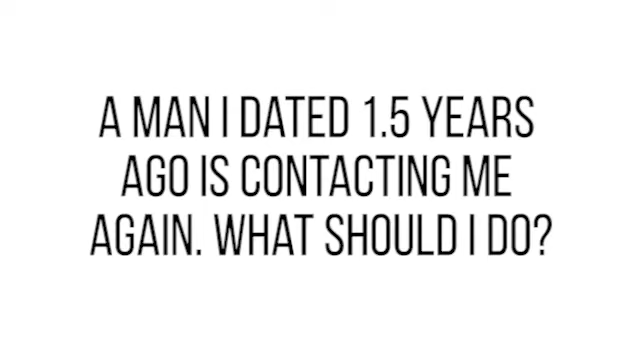 A MAN I DATED 1.5 YEARS
AGO IS CONTACTING ME
AGAIN. WHAT SHOULD I DO?